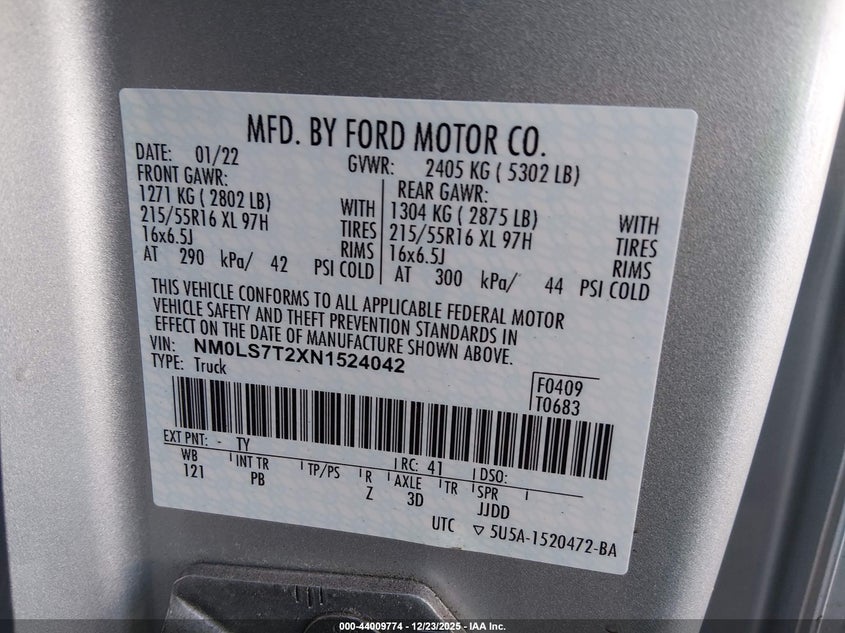 MFD. BY FORD MOTOR CO.
DATE: 01/22 GVWR: 2405 KG ( 5302 LB)
FRONT GAWR: REAR GAWR:
1271 KG ( 2802 LB) WITH 1304 KG ( 2875 LB) WITH
215/55R16 XL 97H TIRES 215/55R16 XL 97H TIRES
16x6.5J RIMS 16x6.5J RIMS
AT 290 kPa/ 42 PSI COLD AT 300 kPa/ 44 PSI COLD
THIS VEHICLE CONFORMS TO ALL APPLICABLE FEDERAL MOTOR
VEHICLE SAFETY AND THEFT PREVENTION STANDARDS IN
EFFECT ON THE DATE OF MANUFACTURE SHOWN ABOVE.
VIN: NM0LS7T2XN1524042
TYPE: Truck F0409
T0683
EXT PNT: - TY RC: 41 DSO:
WB INT TR TP/PS R AXLE TR SPR
121 PB Z 3D JJDD
UTC ▽ 5U5A-1520472-BA
000-44009774 - 12/23/2025 - IAA Inc.